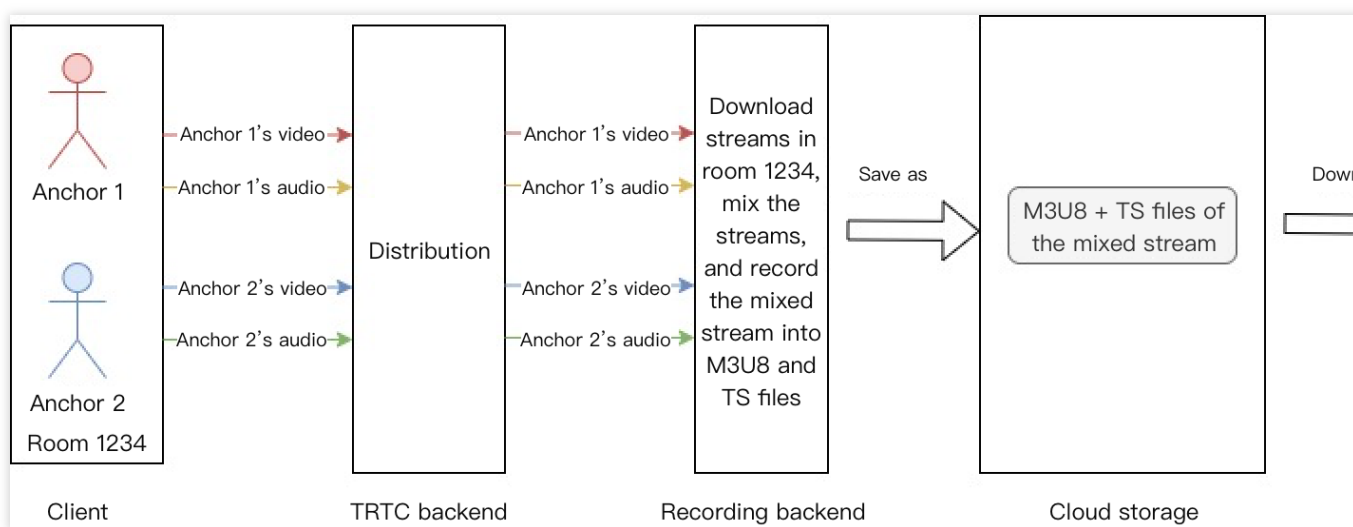 Anchor 1
Anchor 2
Room 1234
Client
Anchor 1's video
Anchor 1's audio
Anchor 2's video
Anchor 2's audio
Distribution
TRTC backend
Anchor 1's video
Anchor 1's audio
Anchor 2's video
Anchor 2's audio
Download
streams in
room 1234,
mix the
streams,
and record
the mixed
stream into
M3U8 and
TS files
Recording backend
Save as
M3U8 + TS files of
the mixed stream
Cloud storage